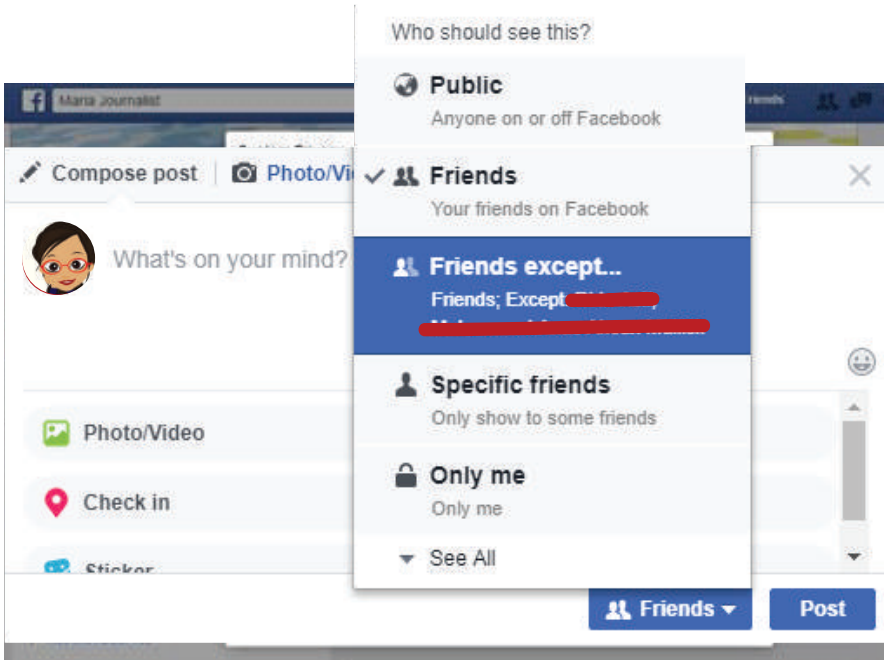 Who should see this?
Public
Anyone on or off Facebook
Maria Journalist
Compose post
Photo/Vi
Friends
Your friends on Facebook
What's on your mind?
Friends except...
Friends; Except:
Specific friends
Only show to some friends
Photo/Video
Only me
Only me
Check in
See All
Sticker
Friends
Post